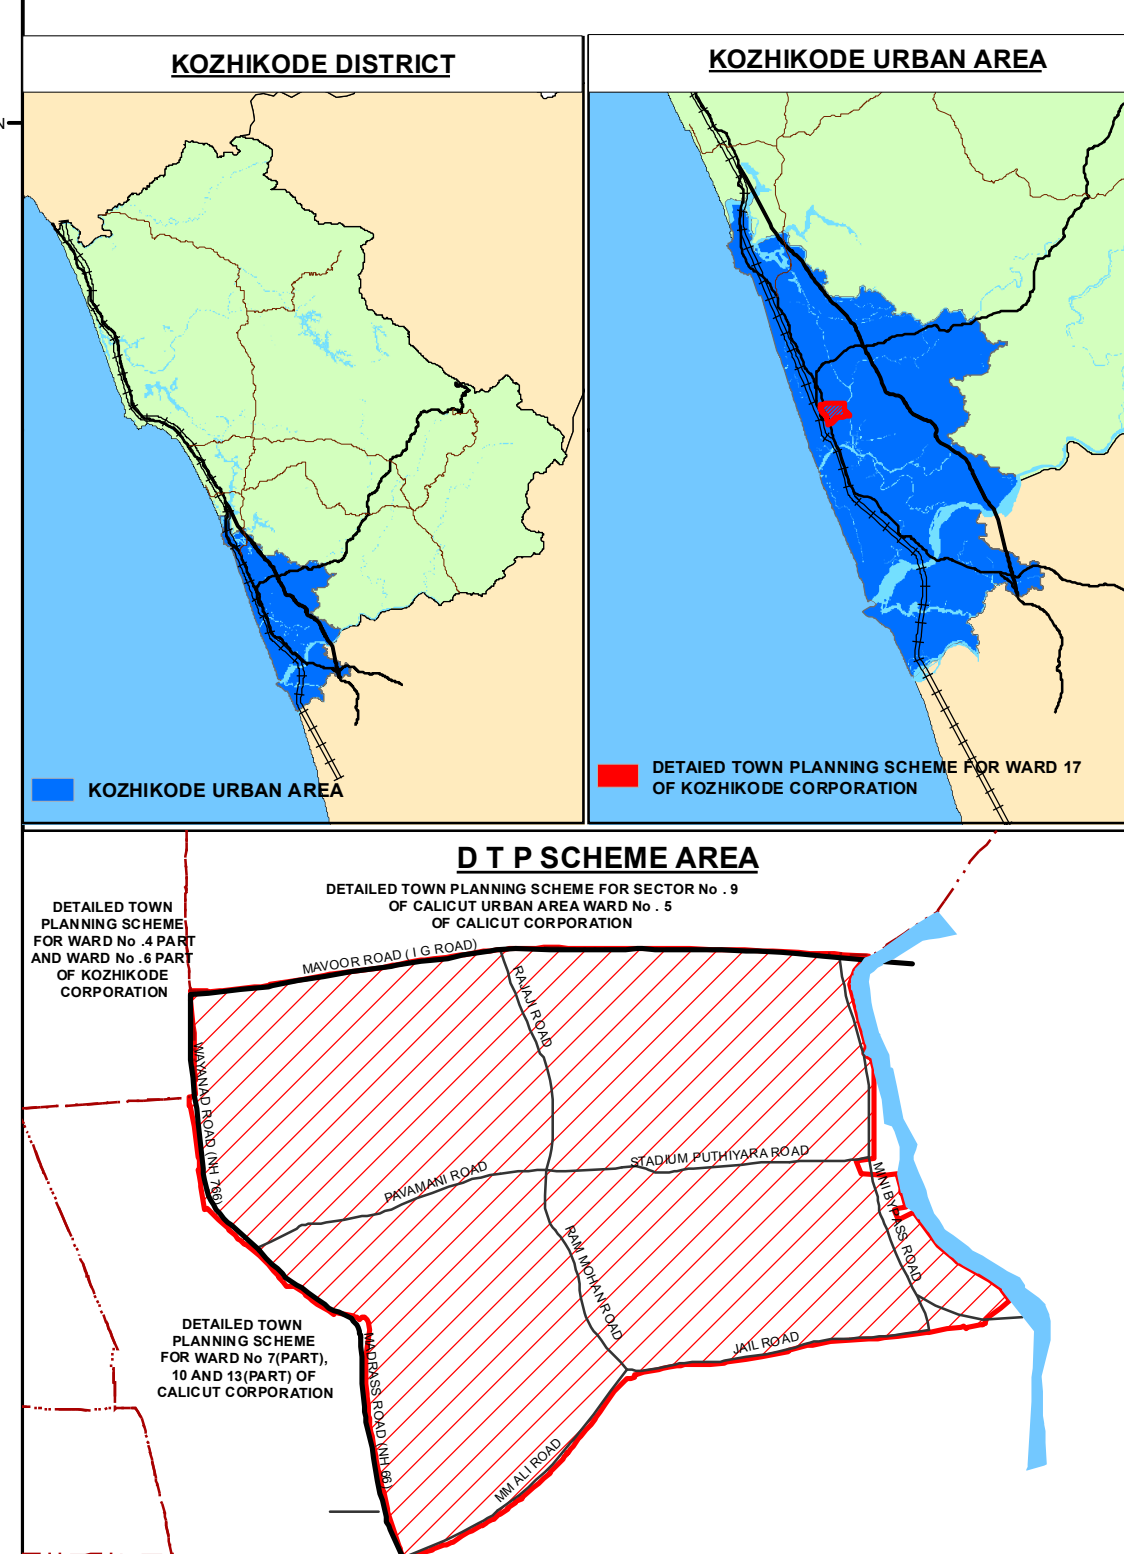 KOZHIKODE DISTRICT
KOZHIKODE URBAN AREA
N
KOZHIKODE URBAN AREA
DETAIED TOWN PLANNING SCHEME FOR WARD 17
OF KOZHIKODE CORPORATION
D T P SCHEME AREA
DETAILED TOWN PLANNING SCHEME FOR SECTOR No . 9
OF CALICUT URBAN AREA WARD No . 5
OF CALICUT CORPORATION
DETAILED TOWN
PLANNING SCHEME
FOR WARD No .4 PART
AND WARD No .6 PART
OF KOZHIKODE
CORPORATION
MAVOOR ROAD ( I G ROAD)
RAJAJI ROAD
WAYANAD ROAD (NH 766)
PAVAMANI ROAD
STADIUM PUTHIYARA ROAD
MINI BYPASS ROAD
RAM MOHAN ROAD
JAIL ROAD
DETAILED TOWN
PLANNING SCHEME
FOR WARD No 7(PART),
10 AND 13(PART) OF
CALICUT CORPORATION
MADRASS ROAD (NH 66)
MM ALI ROAD